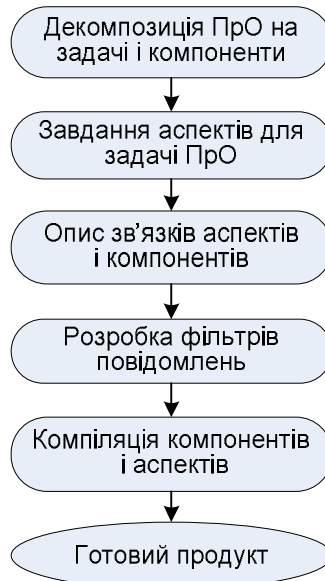 Декомпозиція ПрО на
задачі і компоненти
Завдання аспектів для
задачі ПрО
Опис зв’язків аспектів
і компонентів
Розробка фільтрів
повідомлень
Компіляція компонентів
і аспектів
Готовий продукт